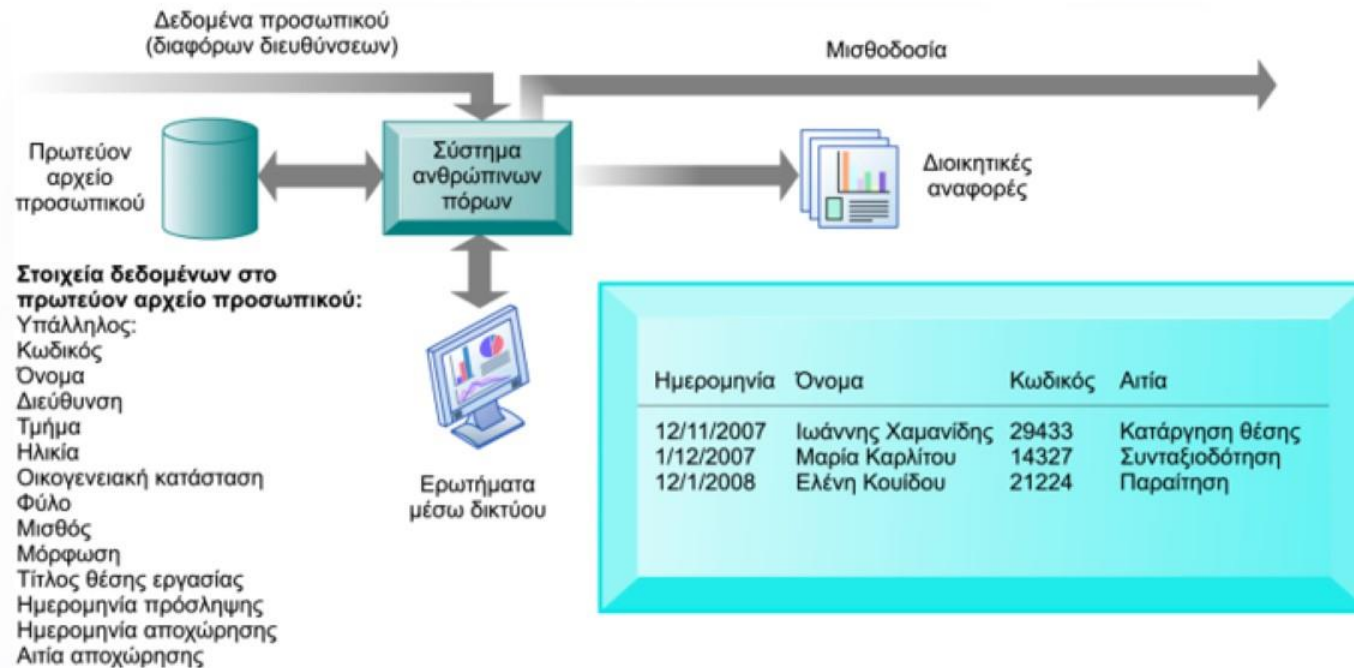 Δεδομένα προσωπικού
(διαφόρων διευθύνσεων)
Μισθοδοσία
Πρωτεύον
αρχείο
προσωπικού
Σύστημα
ανθρώπινων
πόρων
Διοικητικές
αναφορές
Στοιχεία δεδομένων στο
πρωτεύον αρχείο προσωπικού:
Υπάλληλος:
Κωδικός
Όνομα
Διεύθυνση
Τμήμα
Ηλικία
Οικογενειακή κατάσταση
Φύλο
Μισθός
Μόρφωση
Τίτλος θέσης εργασίας
Ημερομηνία πρόσληψης
Ημερομηνία αποχώρησης
Αιτία αποχώρησης
Ερωτήματα
μέσω δικτύου
Ημερομηνία Όνομα Κωδικός Αιτία
12/11/2007 Ιωάννης Χαμανίδης 29433 Κατάργηση θέσης
1/12/2007 Μαρία Καρλίτου 14327 Συνταξιοδότηση
12/1/2008 Ελένη Κουίδου 21224 Παραίτηση